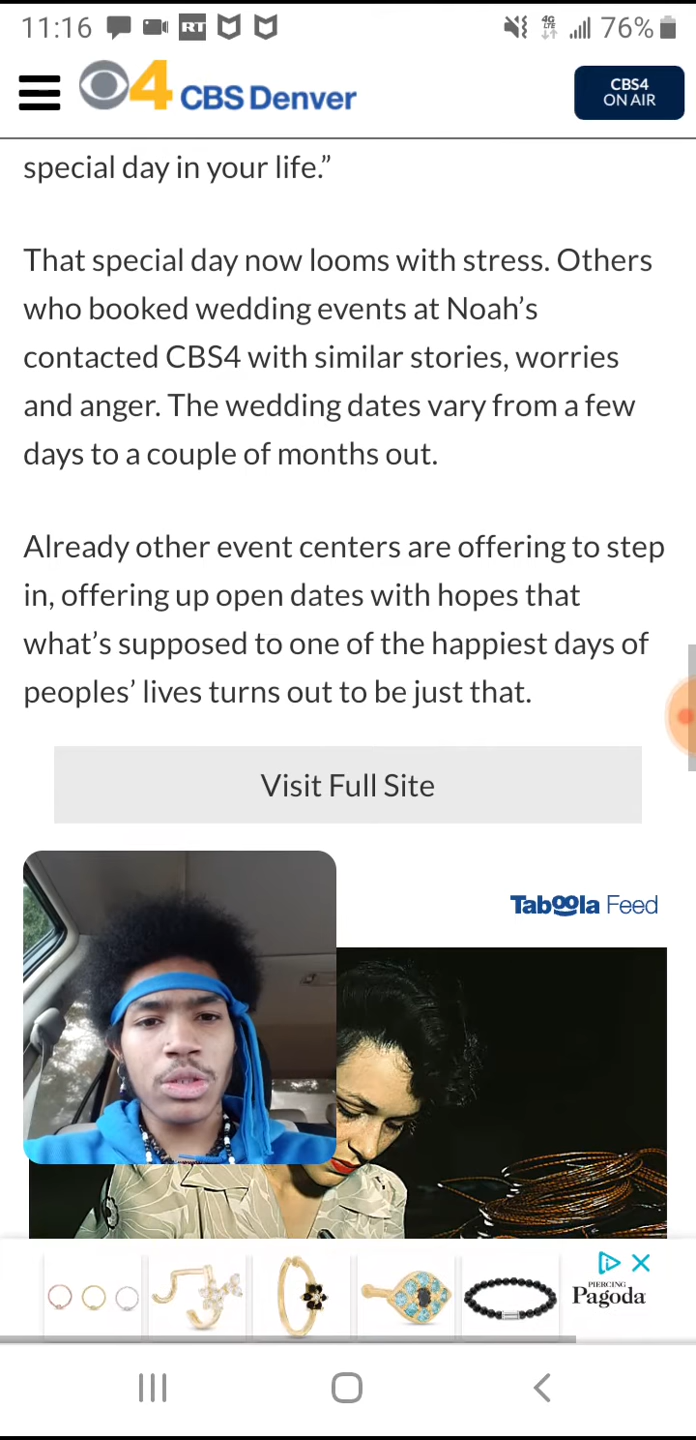 11:16
RT
4G LTE
76%
4 CBS Denver
CBS4
ON AIR
special day in your life.”
That special day now looms with stress. Others
who booked wedding events at Noah’s
contacted CBS4 with similar stories, worries
and anger. The wedding dates vary from a few
days to a couple of months out.
Already other event centers are offering to step
in, offering up open dates with hopes that
what’s supposed to one of the happiest days of
peoples’ lives turns out to be just that.
Visit Full Site
Taboola Feed
PIERCING
Pagoda